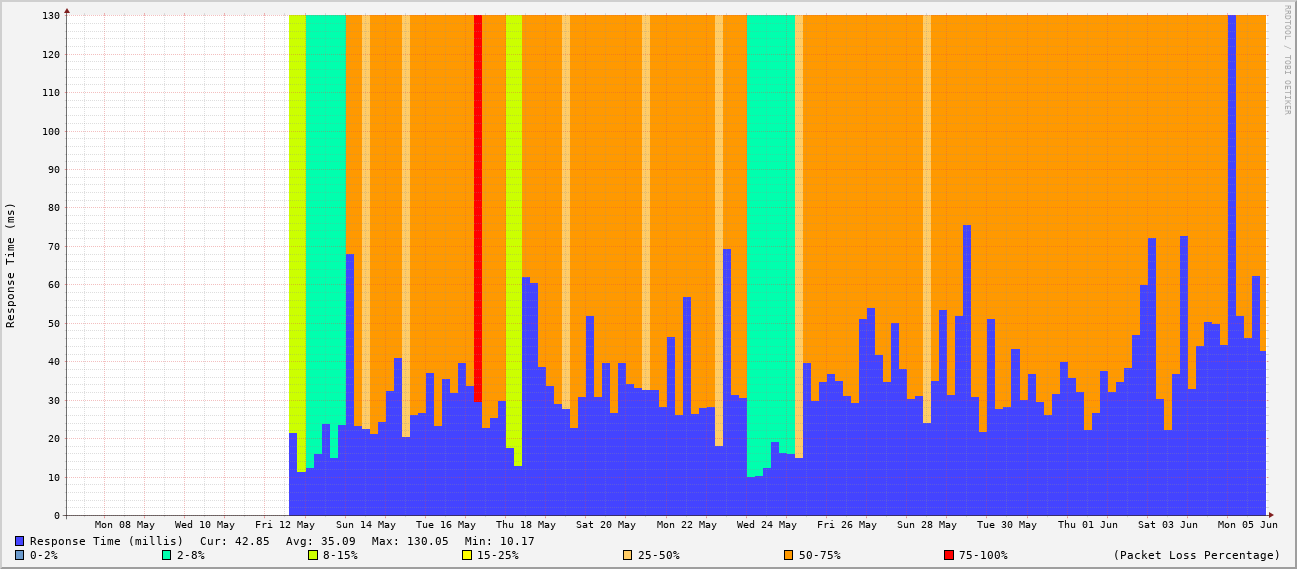 RRDTOOL / TOBI OETIKER
Response Time (ms)
130
120
110
100
90
80
70
60
50
40
30
20
10
0
Mon 08 May Wed 10 May Fri 12 May Sun 14 May Tue 16 May Thu 18 May Sat 20 May Mon 22 May Wed 24 May Fri 26 May Sun 28 May Tue 30 May Thu 01 Jun Sat 03 Jun Mon 05 Jun
Response Time (millis) Cur: 42.85 Avg: 35.09 Max: 130.05 Min: 10.17
0-2% 2-8% 8-15% 15-25% 25-50% 50-75% 75-100% (Packet Loss Percentage)